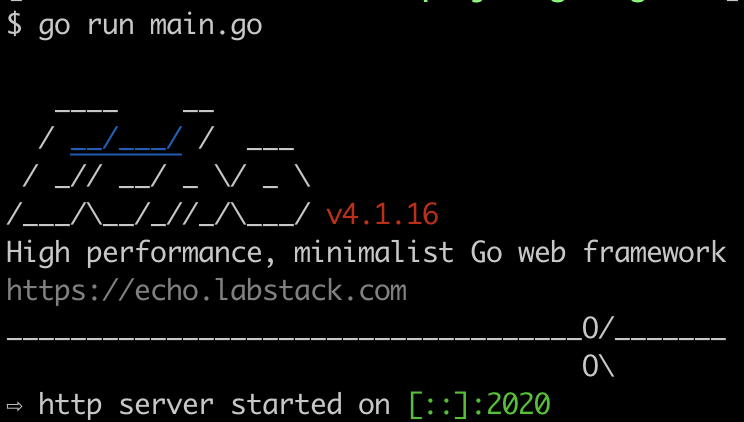 $ go run main.go
   ____    __
  / __/___/ /  ___
 / _// __/ _ \/ _ \
/___/\__/_//_/\___/ v4.1.16
High performance, minimalist Go web framework
https://echo.labstack.com
____________________________________O/_______
                                    O\
⇨ http server started on [::]:2020